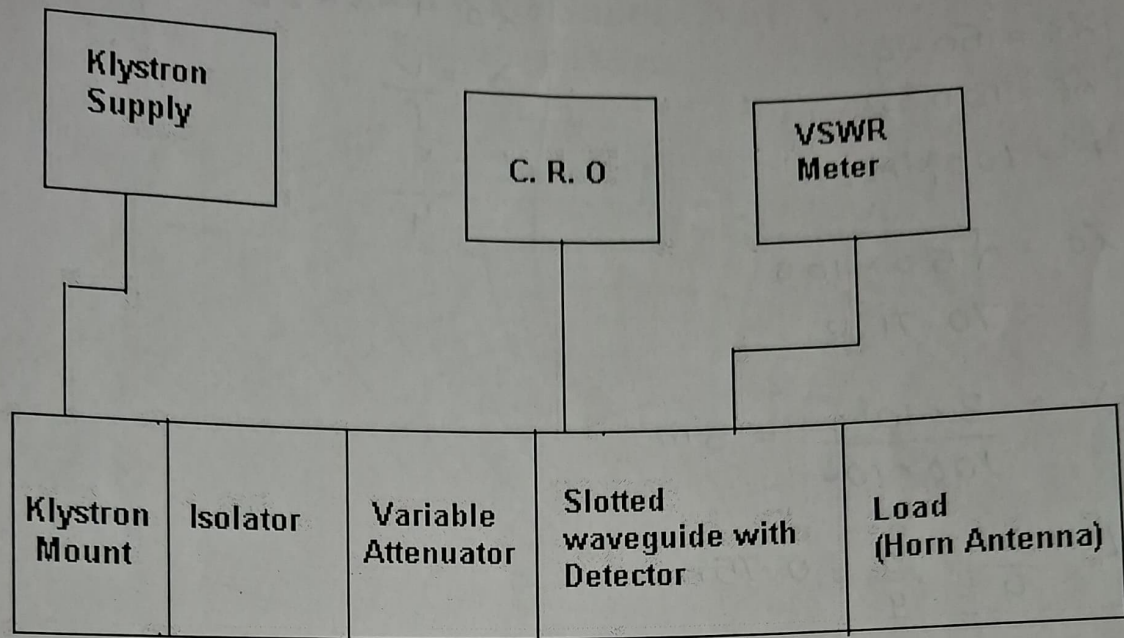 Klystron
Supply
C. R. O
VSWR
Meter
Klystron
Mount
Isolator
Variable
Attenuator
Slotted
waveguide with
Detector
Load
(Horn Antenna)